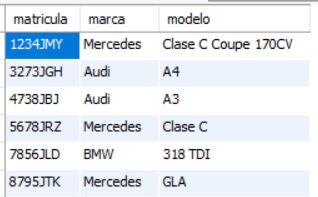 matricula marca modelo
1234JMY Mercedes Clase C Coupe 170CV
3273JGH Audi A4
4738JBJ Audi A3
5678JRZ Mercedes Clase C
7856JLD BMW 318 TDI
8795JTK Mercedes GLA